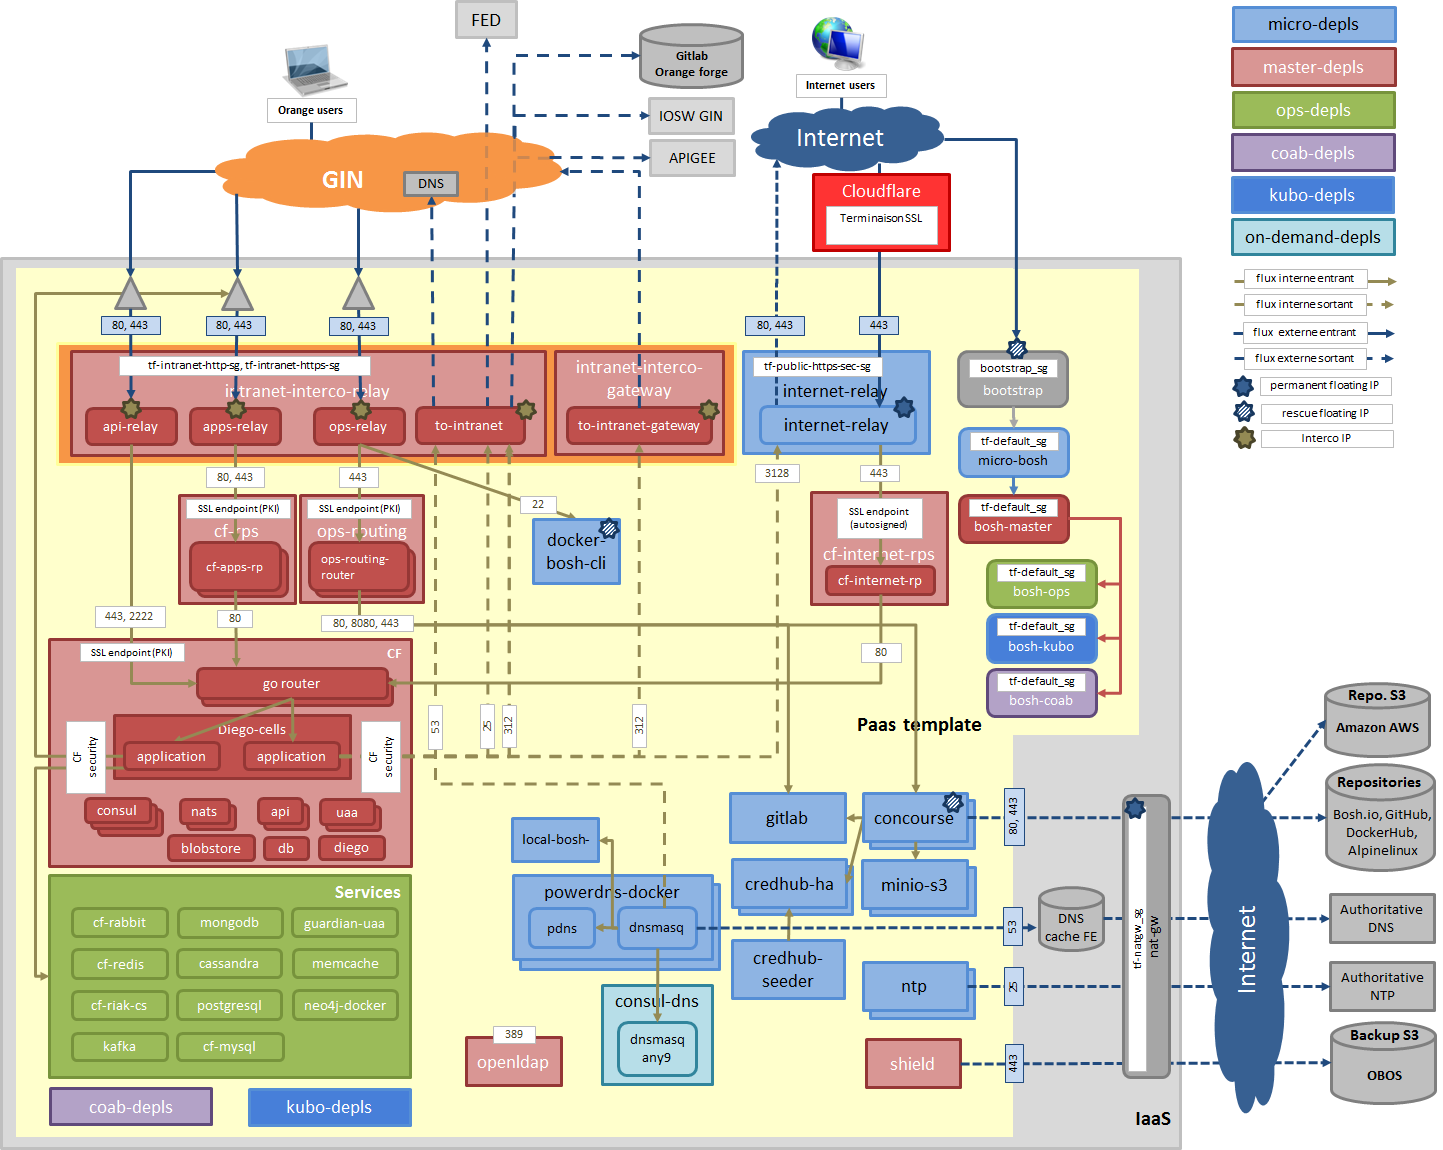 FED
Gitlab
Orange forge
IOSW GIN
APIGEE
Orange users
GIN
DNS
Internet users
Internet
Cloudflare
Terminaison SSL
micro-depls
master-depls
ops-depls
coab-depls
kubo-depls
on-demand-depls
flux interne entrant
flux interne sortant
flux externe entrant
flux externe sortant
permanent floating IP
rescue floating IP
Interco IP
80, 443
80, 443
80, 443
80, 443
443
tf-intranet-http-sg, tf-intranet-https-sg
intranet-interco-relay
api-relay
apps-relay
ops-relay
to-intranet
intranet-interco-
gateway
to-intranet-gateway
tf-public-https-sec-sg
internet-relay
internet-relay
bootstrap_sg
bootstrap
tf-default_sg
micro-bosh
tf-default_sg
bosh-master
tf-default_sg
bosh-ops
tf-default_sg
bosh-kubo
tf-default_sg
bosh-coab
80, 443
443
22
3128
443
SSL endpoint (PKI)
cf-rps
cf-apps-rp
SSL endpoint (PKI)
ops-routing
ops-routing-
router
docker-
bosh-cli
SSL endpoint
(autosigned)
cf-internet-rps
cf-internet-rp
443, 2222
80
80, 8080, 443
80
SSL endpoint (PKI)
CF
go router
Diego-cells
application
application
CF
security
CF
security
consul
nats
api
uaa
blobstore
db
diego
53
25
312
312
Paas template
Services
cf-rabbit
mongodb
guardian-uaa
cf-redis
cassandra
memcache
cf-riak-cs
postgresql
neo4j-docker
kafka
cf-mysql
coab-depls
kubo-depls
local-bosh-
powerdns-docker
pdns
dnsmasq
consul-dns
dnsmasq
any9
389
openldap
gitlab
concourse
credhub-ha
minio-s3
credhub-
seeder
ntp
shield
80, 443
53
25
443
DNS
cache FE
tf-natgw_sg
nat-gw
IaaS
Internet
Repo. S3
Amazon AWS
Repositories
Bosh.io, GitHub,
DockerHub,
Alpinelinux
Authoritative
DNS
Authoritative
NTP
Backup S3
OBOS